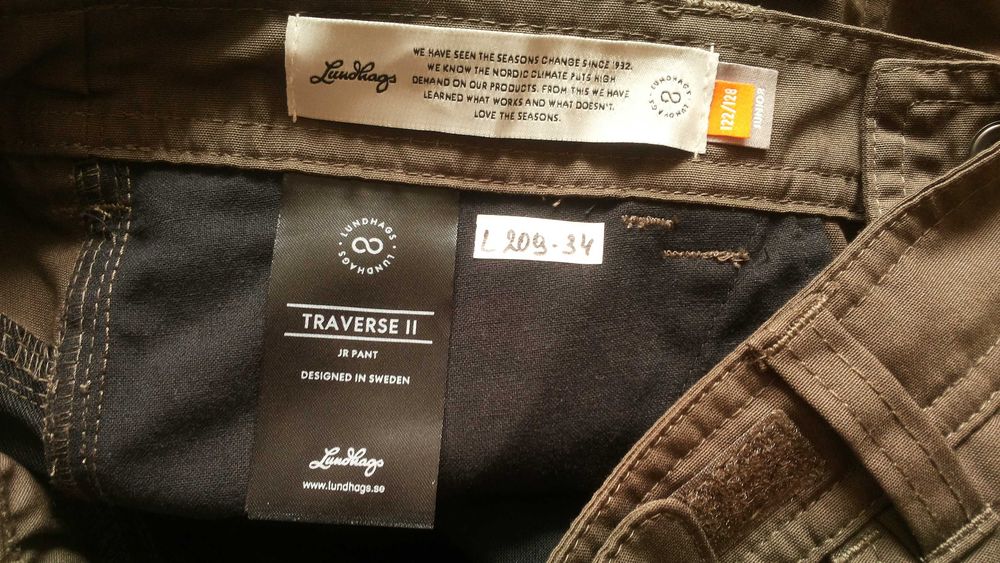 Lundhags
WE HAVE SEEN THE SEASONS CHANGE SINCE 1932.
WE KNOW THE NORDIC CLIMATE PUTS HIGH
DEMAND ON OUR PRODUCTS. FROM THIS WE HAVE
LEARNED WHAT WORKS AND WHAT DOESN'T.
LOVE THE SEASONS.
LUNDHAGS · LUNDHAGS ·
122/128
JUNIOR
LUNDHAGS · LUNDHAGS ·
L 209-34
TRAVERSE II
JR PANT
DESIGNED IN SWEDEN
Lundhags
www.lundhags.se